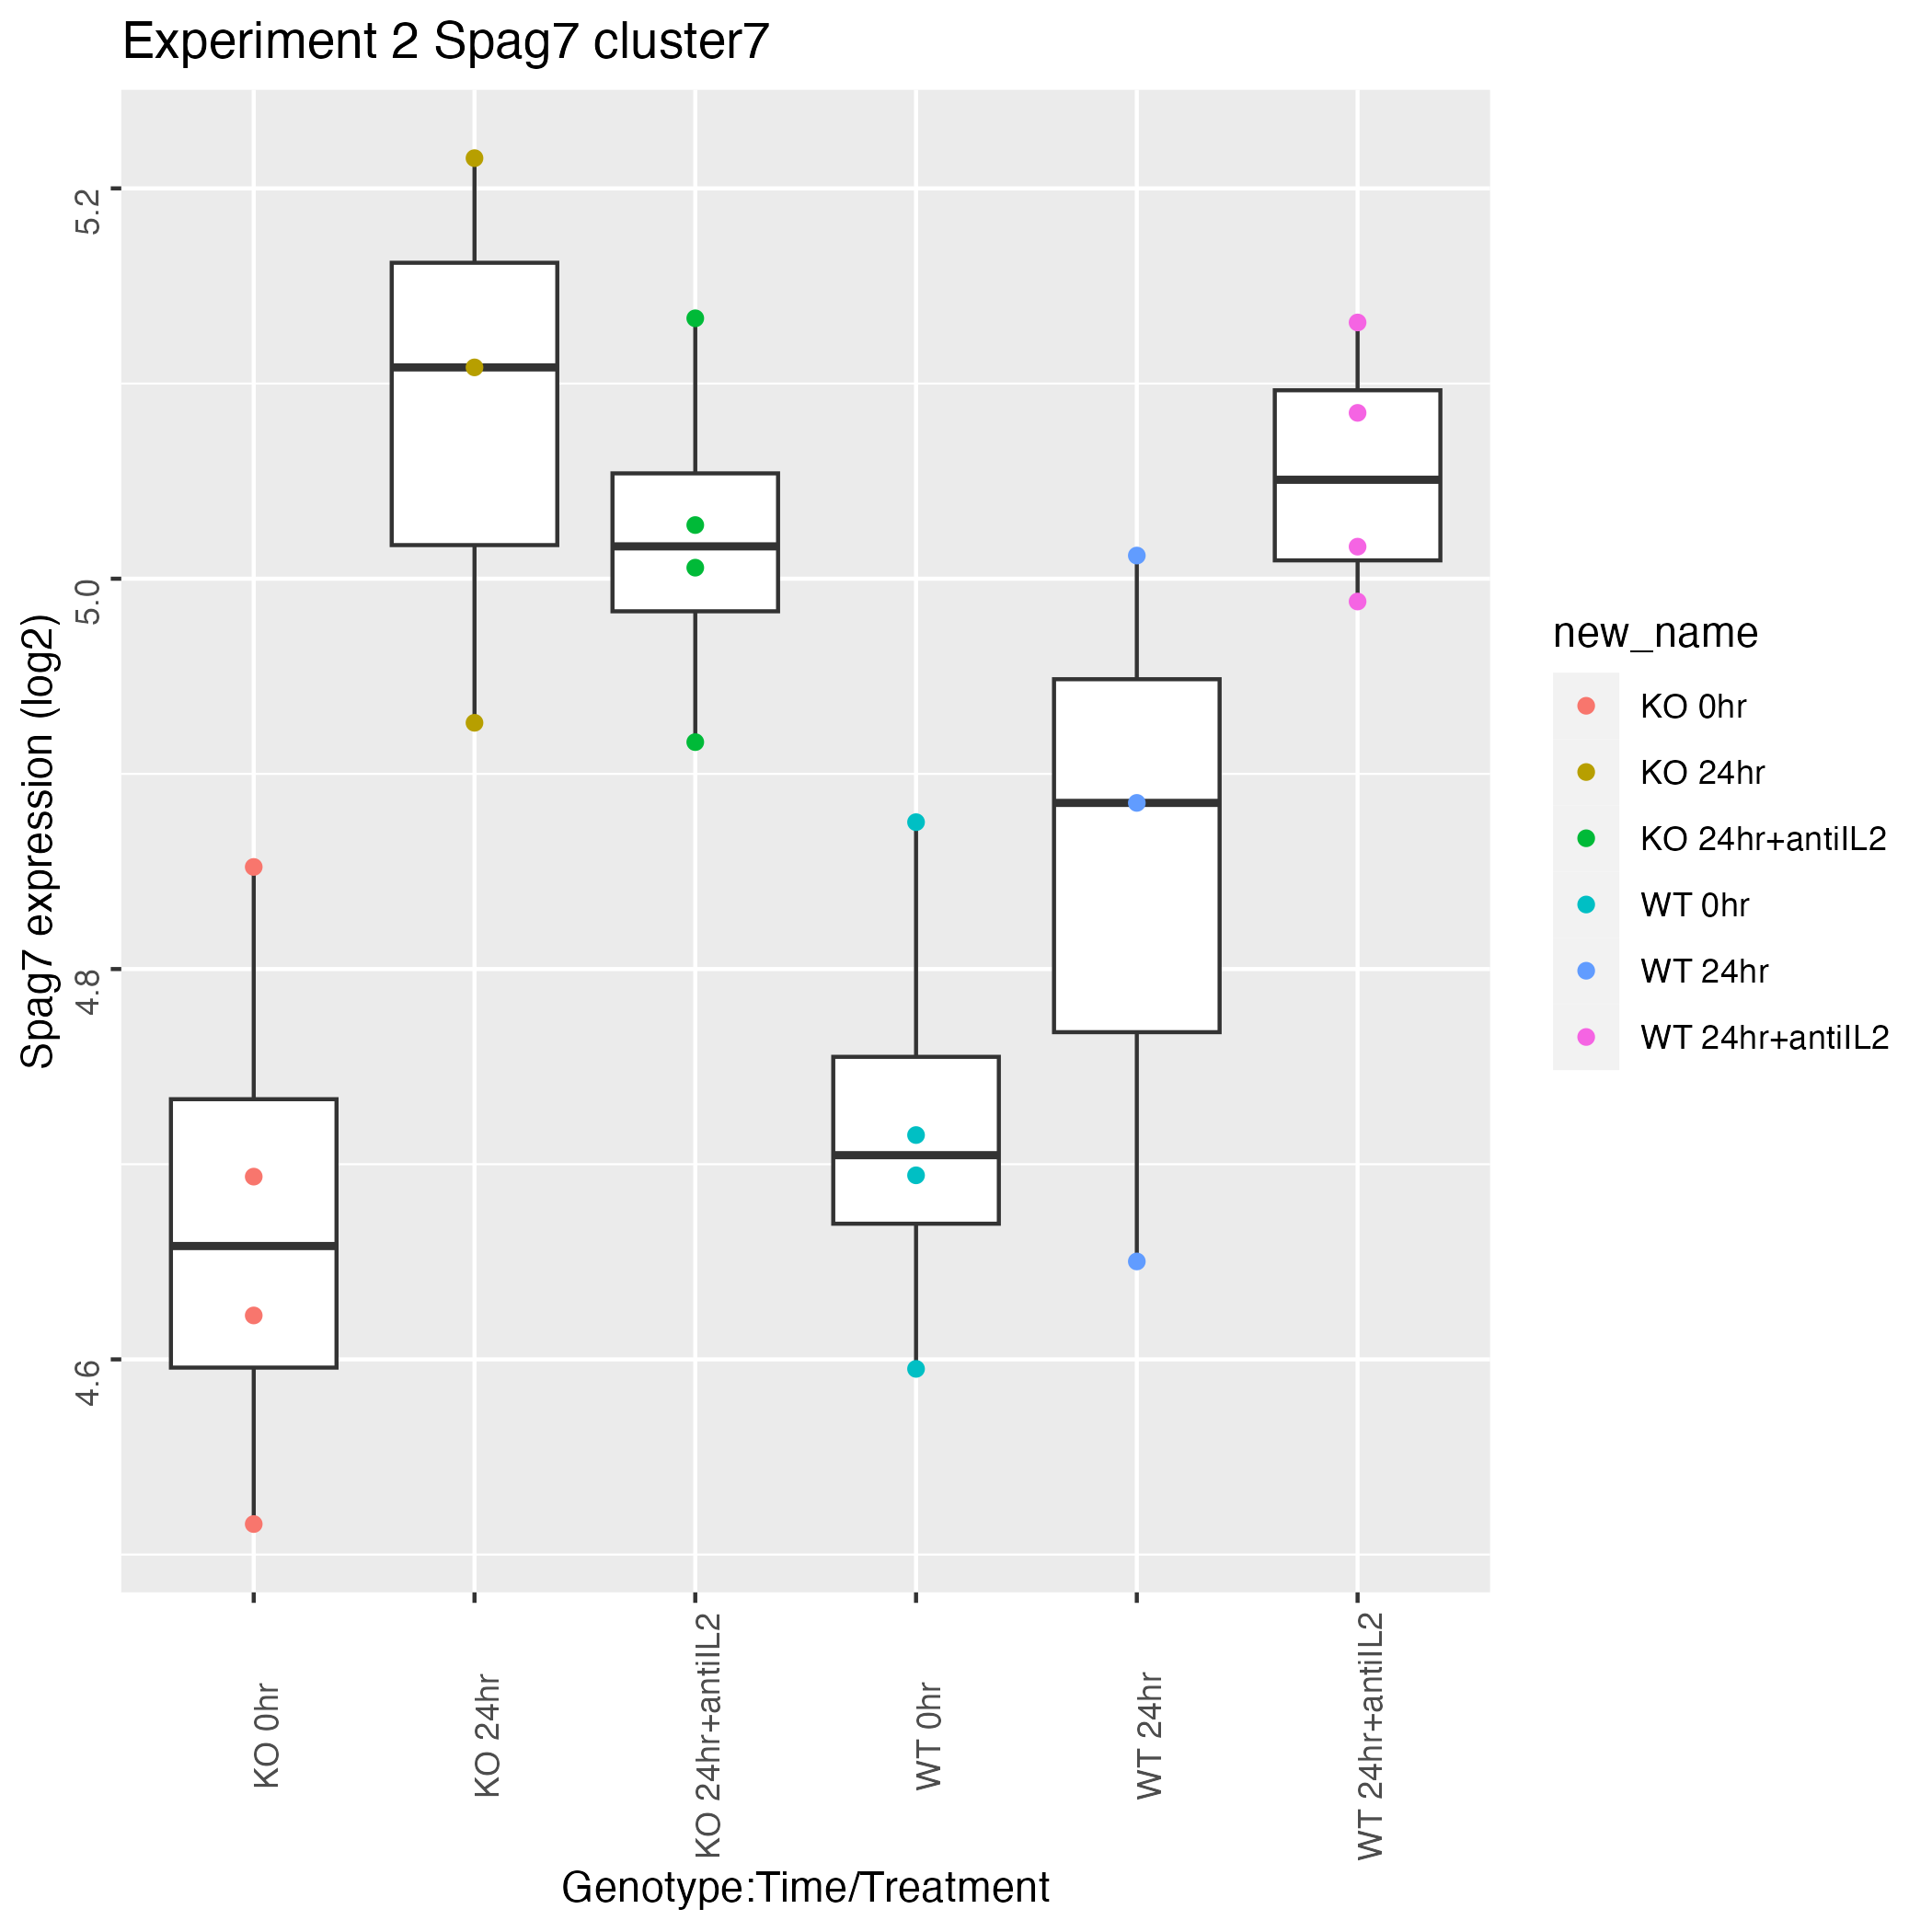 Experiment 2 Spag7 cluster7
Spag7 expression (log2)
5.2
5.0
4.8
4.6
KO 0hr
KO 24hr
KO 24hr+antiIL2
WT 0hr
WT 24hr
WT 24hr+antiIL2
Genotype:Time/Treatment
new_name
KO 0hr
KO 24hr
KO 24hr+antiIL2
WT 0hr
WT 24hr
WT 24hr+antiIL2